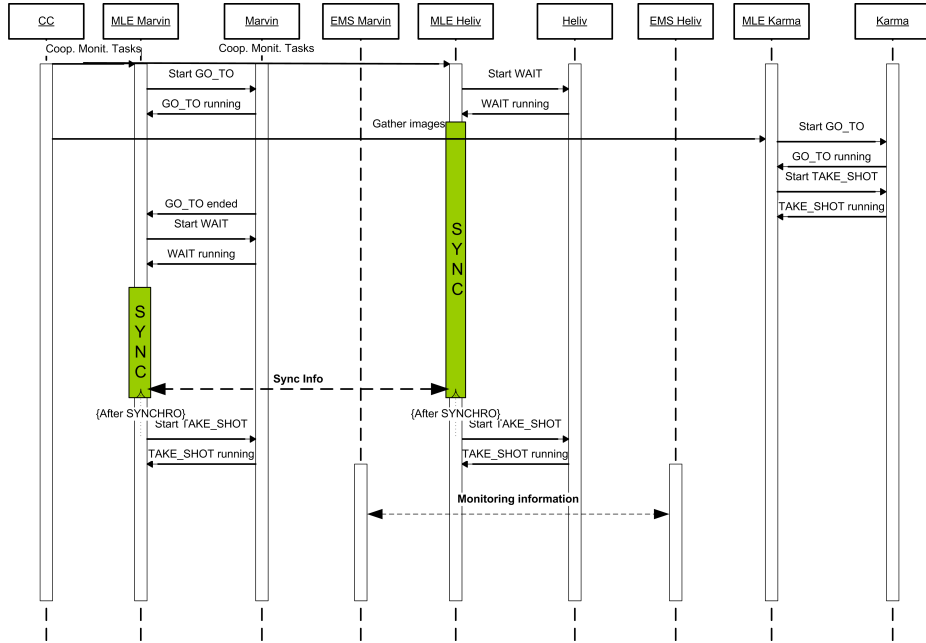 CC
MLE Marvin
Marvin
EMS Marvin
MLE Heliv
Heliv
EMS Heliv
MLE Karma
Karma
Coop. Monit. Tasks
Coop. Monit. Tasks
Start GO_TO
Start WAIT
GO_TO running
WAIT running
Gather images
Start GO_TO
GO_TO running
Start TAKE_SHOT
GO_TO ended
TAKE_SHOT running
Start WAIT
WAIT running
SYNC
SYNC
Sync Info
{After SYNCHRO}
{After SYNCHRO}
Start TAKE_SHOT
Start TAKE_SHOT
TAKE_SHOT running
TAKE_SHOT running
Monitoring information